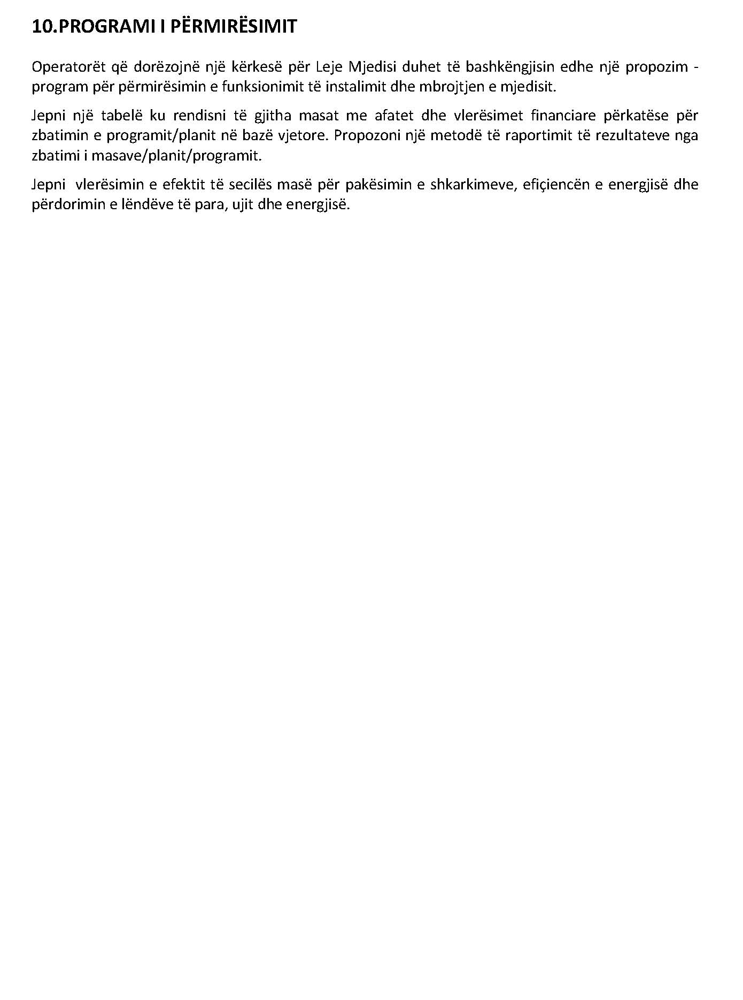 10.PROGRAMI I PËRMIRËSIMIT
Operatorët që dorëzojnë një kërkesë për Leje Mjedisi duhet të bashkëngjisin edhe një propozim -
program për përmirësimin e funksionimit të instalimit dhe mbrojtjen e mjedisit.
Jepni një tabelë ku rendisni të gjitha masat me afatet dhe vlerësimet financiare përkatëse për
zbatimin e programit/planit në bazë vjetore. Propozoni një metodë të raportimit të rezultateve nga
zbatimi i masave/planit/programit.
Jepni vlerësimin e efektit të secilës masë për pakësimin e shkarkimeve, efiçiencën e energjisë dhe
përdorimin e lëndëve të para, ujit dhe energjisë.